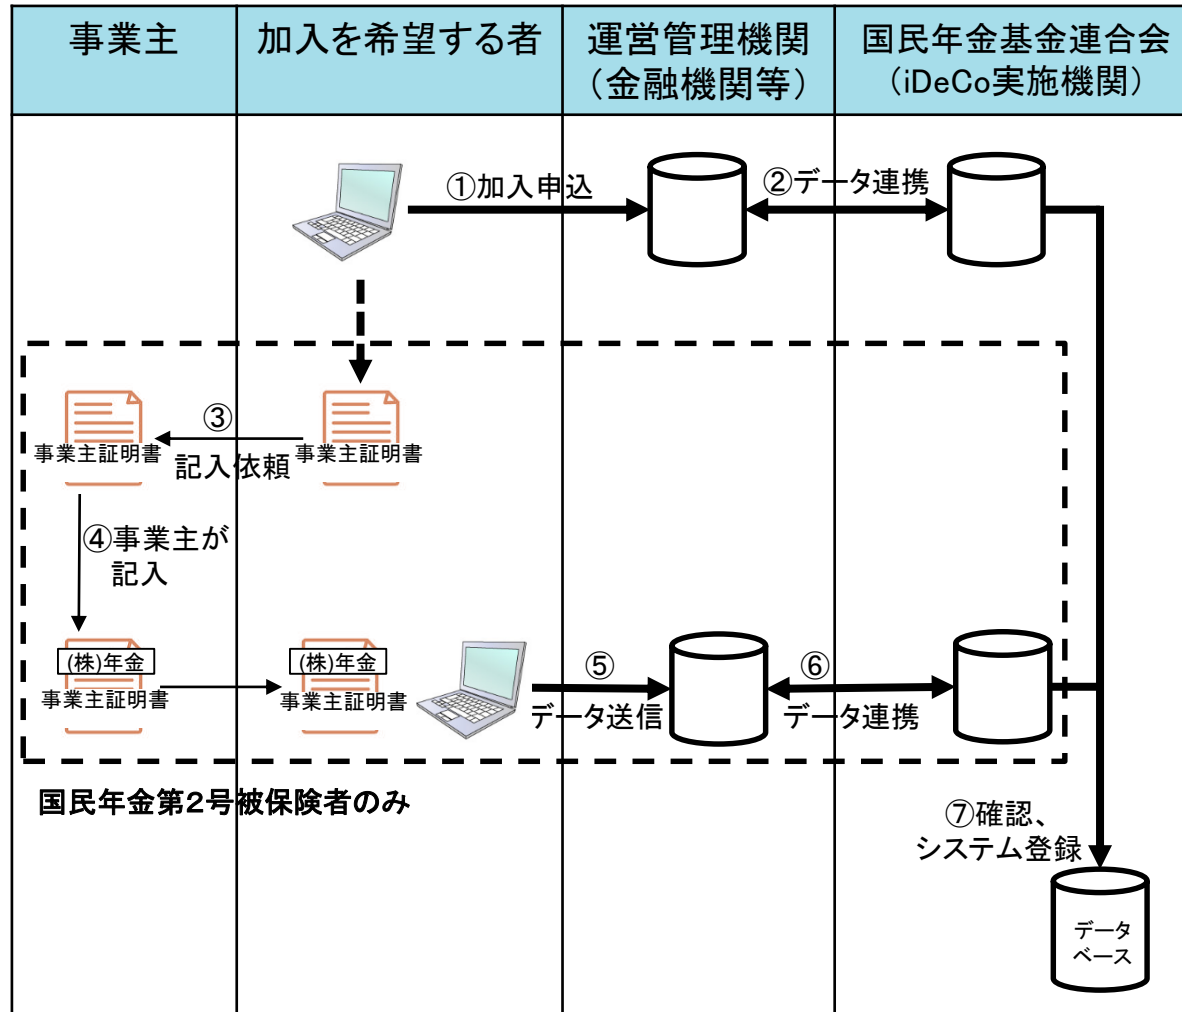 事業主
加入を希望する者
運営管理機関
（金融機関等）
国民年金基金連合会
（iDeCo実施機関）
①加入申込
②データ連携
③
記入依頼
事業主証明書
事業主証明書
④事業主が
記入
(株)年金
事業主証明書
(株)年金
事業主証明書
⑤
データ送信
⑥
データ連携
国民年金第２号被保険者のみ
⑦確認、
システム登録
データ
ベース